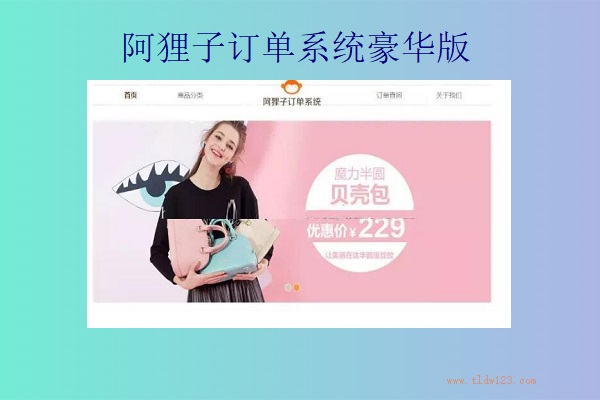 阿狸子订单系统豪华版
首页 商品分类 订单查询 关于我们
阿狸子订单系统
魔力半圆
贝壳包
优惠价¥229
www.tldw123.com